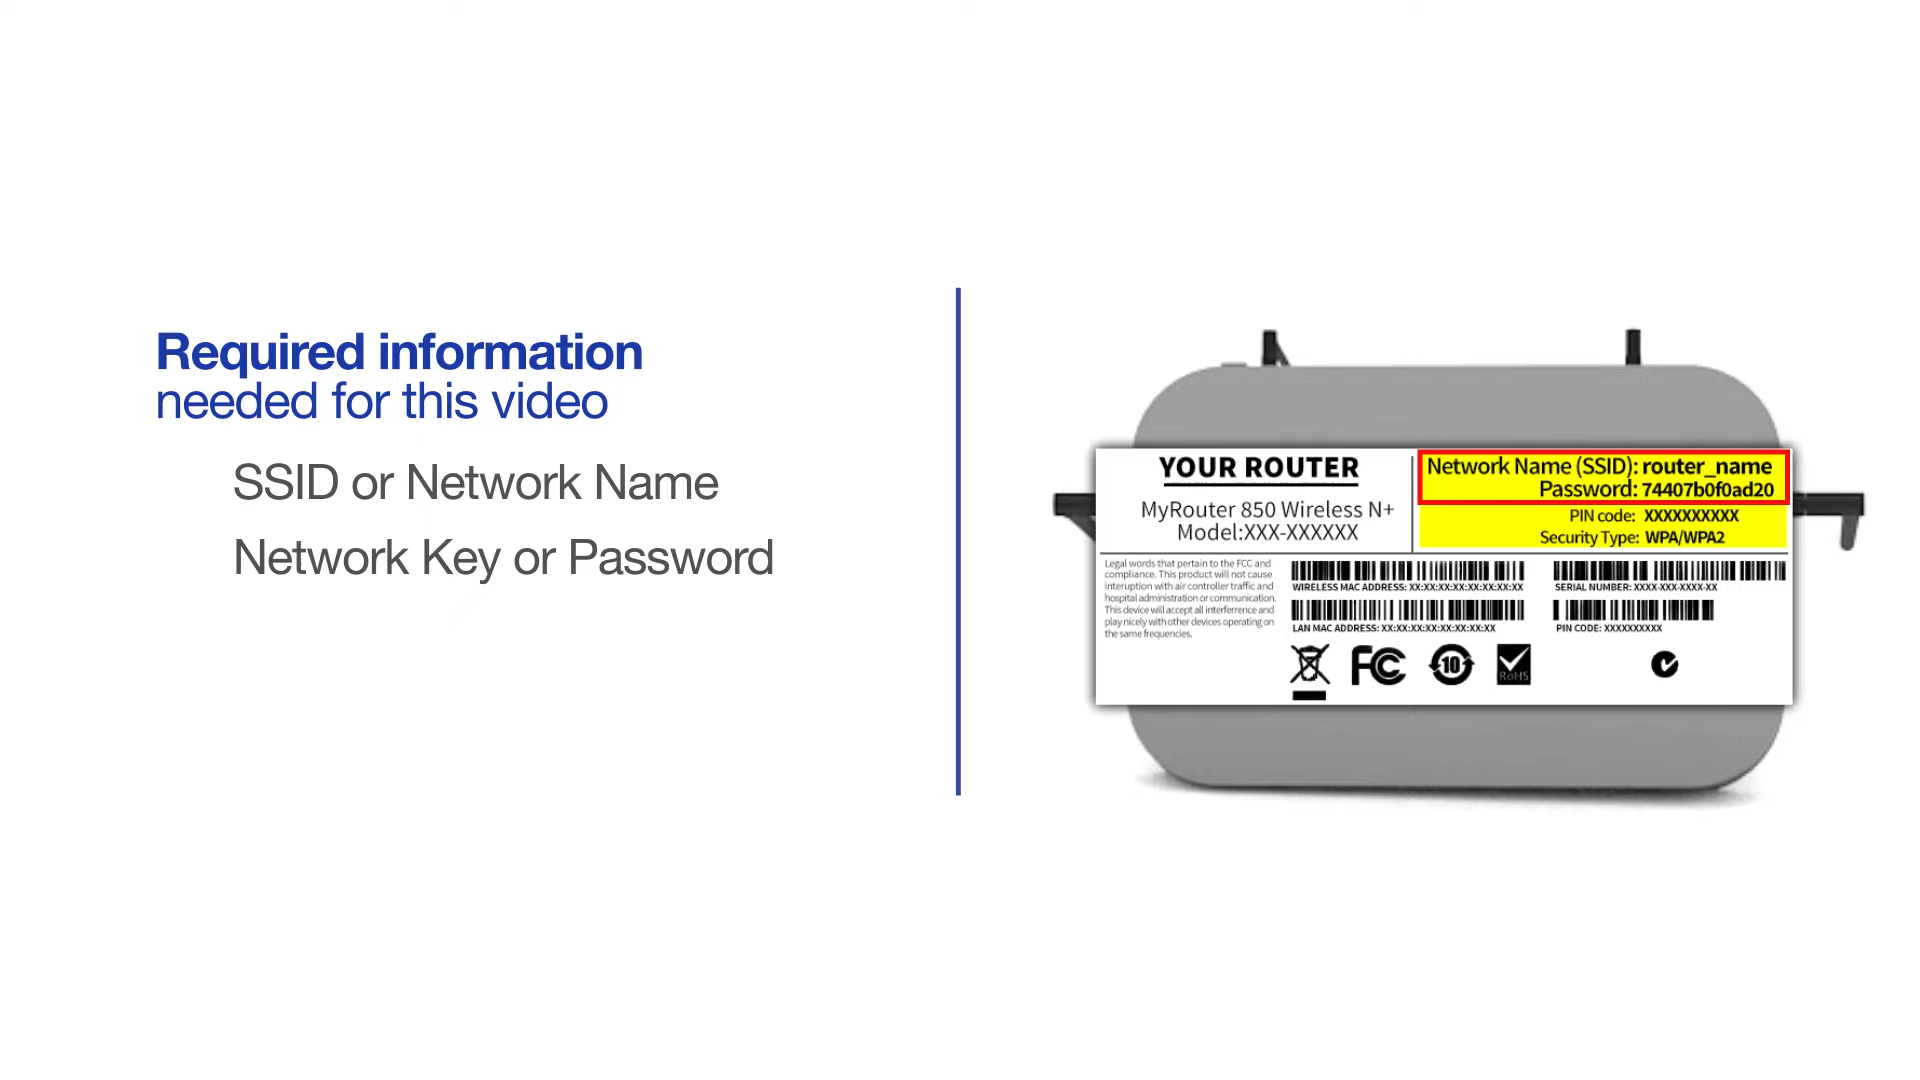 Required information
needed for this video
SSID or Network Name
Network Key or Password
YOUR ROUTER
MyRouter 850 Wireless N+
Model:XXX-XXXXXX
Network Name (SSID): router_name
Password: 74407b0f0ad20
PIN code: XXXXXXXXXX
Security Type: WPA/WPA2
Legal words that pertain to the FCC and
compliance. This product will not cause
interuption with air controller traffic and
hospital administration or communication.
This device will accept all interferrence and
play nicely with other devices operating on
the same frequencies.
WIRELESS MAC ADDRESS: XX:XX:XX:XX:XX:XX:XX:XX
LAN MAC ADDRESS: XX:XX:XX:XX:XX:XX:XX:XX
SERIAL NUMBER: XXXX-XXX-XXXX-XX
PIN CODE: XXXXXXXXXX
FC
10
RoHS